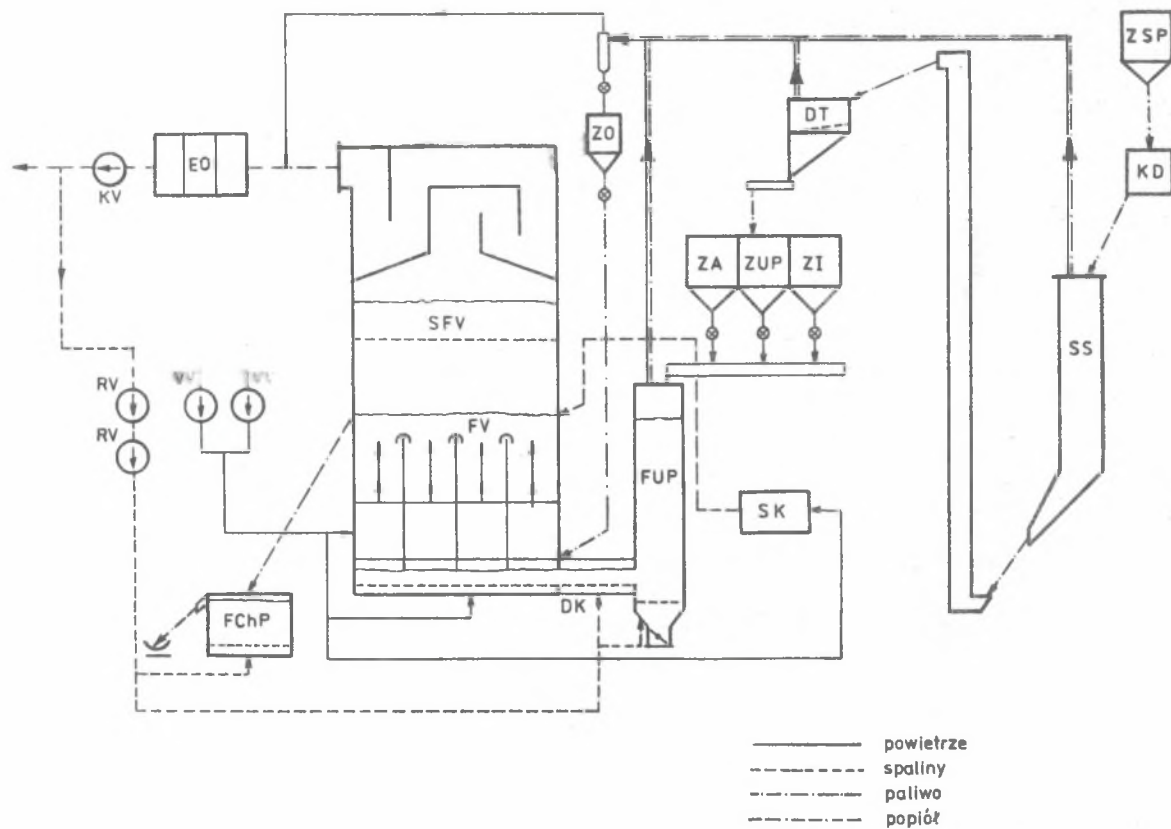 ZSP
DT
ZO
EO
KV
KD
ZA
ZUP
ZI
SFV
SS
RV
FV
RV
FUP
SK
DK
FChP
powietrze
spaliny
paliwo
popiół